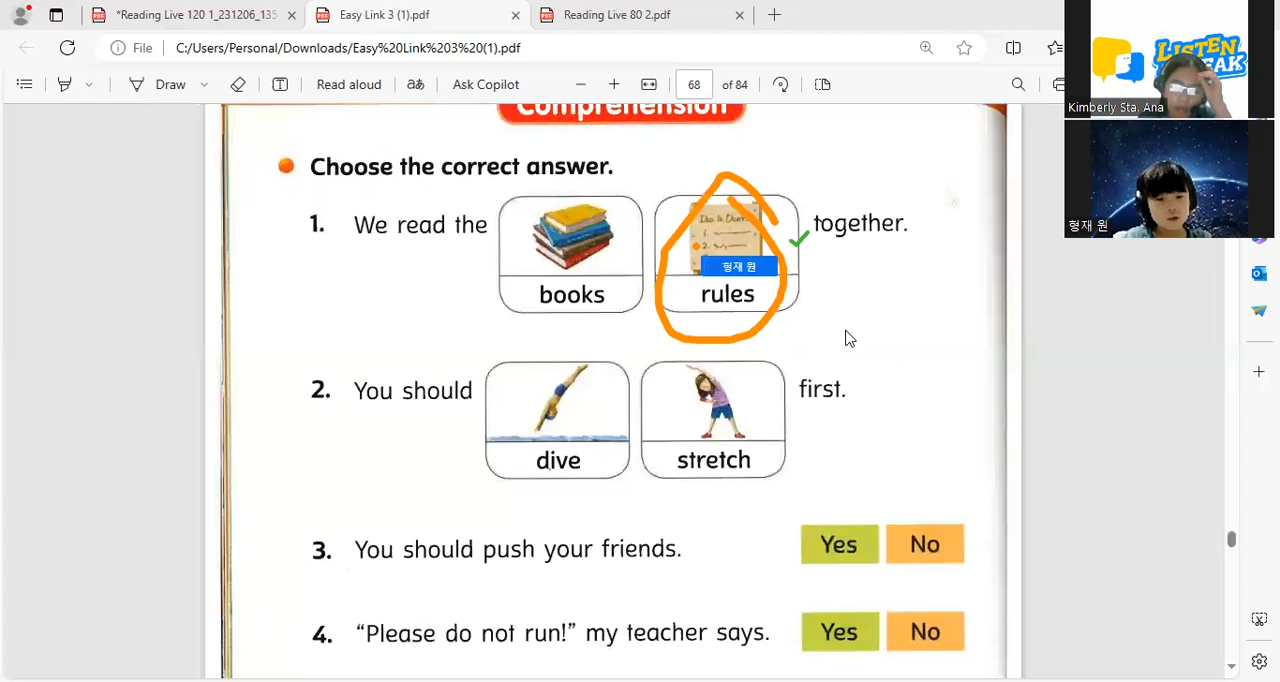 *Reading Live 120 1_231206_135
Easy Link 3 (1).pdf
Reading Live 80 2.pdf
File
C:/Users/Personal/Downloads/Easy%20Link%203%20(1).pdf
Draw
Read aloud
aあ
Ask Copilot
68 of 84
LISTEN
SPEAK
Kimberly Sta. Ana
형재 원
Comprehension
Choose the correct answer.
1. We read the books rules together.
1.
2.
형재 원
2. You should dive stretch first.
3. You should push your friends. Yes No
4. “Please do not run!” my teacher says. Yes No